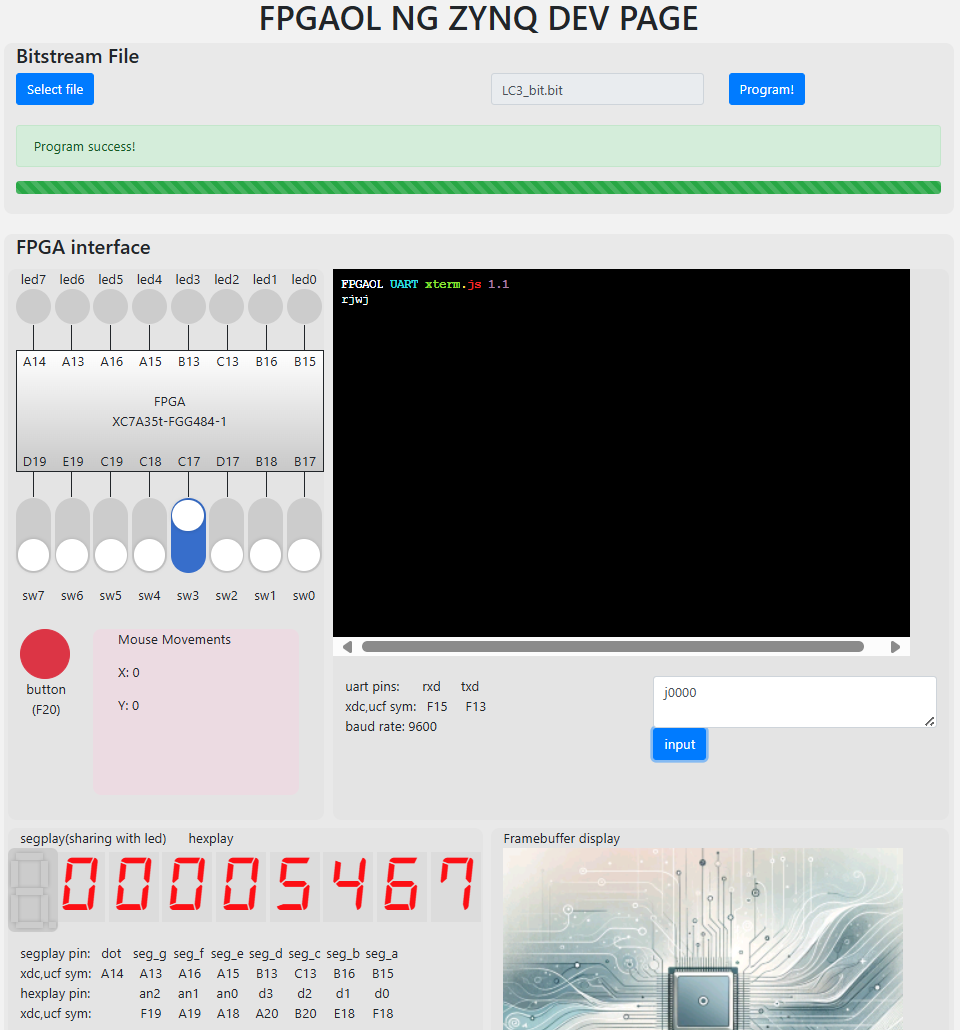 FPGAOL NG ZYNQ DEV PAGE
Bitstream File
Select file
LC3_bit.bit
Program!
Program success!
FPGA interface
led7 led6 led5 led4 led3 led2 led1 led0
A14 A13 A16 A15 B13 C13 B16 B15
FPGA
XC7A35t-FGG484-1
D19 E19 C19 C18 C17 D17 B18 B17
sw7 sw6 sw5 sw4 sw3 sw2 sw1 sw0
button
(F20)
Mouse Movements
X: 0
Y: 0
FPGAOL UART xterm.js 1.1
rjwj
uart pins: rxd txd
xdc,ucf sym: F15 F13
baud rate: 9600
j0000
input
segplay(sharing with led) hexplay
00005467
segplay pin: dot seg_g seg_f seg_e seg_d seg_c seg_b seg_a
xdc,ucf sym: A14 A13 A16 A15 B13 C13 B16 B15
hexplay pin: an2 an1 an0 d3 d2 d1 d0
xdc,ucf sym: F19 A19 A18 A20 B20 E18 F18
Framebuffer display